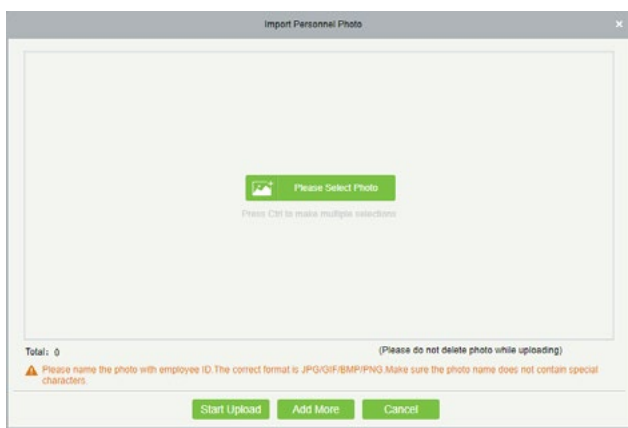 Import Personnel Photo
×
Please Select Photo
Press Ctrl to make multiple selections
Total: 0
(Please do not delete photo while uploading)
Please name the photo with employee ID.The correct format is JPG/GIF/BMP/PNG.Make sure the photo name does not contain special
characters.
Start Upload
Add More
Cancel